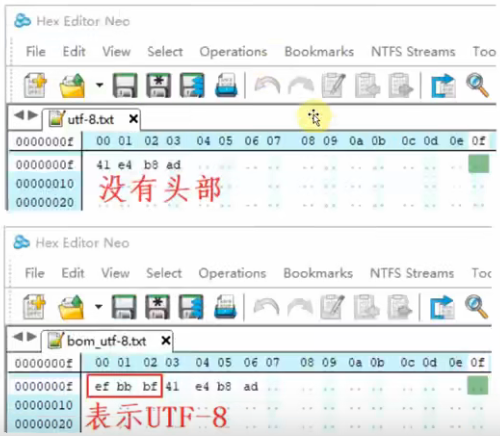 Hex Editor Neo
File Edit View Select Operations Bookmarks NTFS Streams Too
utf-8.txt
0000000f 00 01 02 03 04 05 06 07 08 09 0a 0b 0c 0d 0e 0f
0000000f 41 e4 b8 ad .. .. .. .. .. .. .. .. .. .. ..
00000010
00000020
没有头部
Hex Editor Neo
File Edit View Select Operations Bookmarks NTFS Streams Too
bom_utf-8.txt
0000000f 00 01 02 03 04 05 06 07 08 09 0a 0b 0c 0d 0e 0f
0000000f ef bb bf 41 e4 b8 ad .. .. .. .. .. .. .. ..
00000010
00000020
表示UTF-8